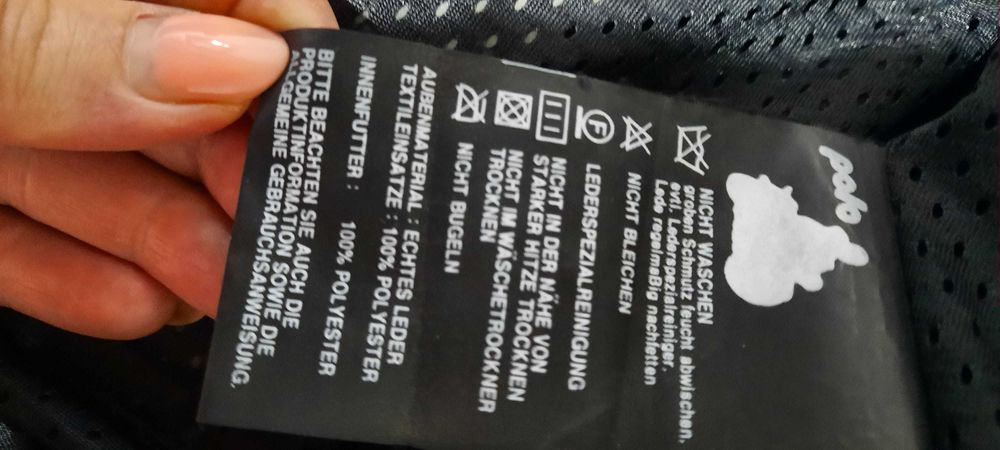 polo
NICHT WASCHEN
groben Schmutz feucht abwischen,
evtl. Lederspezialreiniger,
Lede regelmäßig nachfetten
NICHT BLEICHEN
F
LEDERSPEZIALREINIGUNG
NICHT IN DER NÄHE VON
STARKER HITZE TROCKNEN
NICHT IM WÄSCHETROCKNER
TROCKNEN
NICHT BÜGELN
AUßENMATERIAL : ECHTES LEDER
TEXTILEINSÄTZE : 100% POLYESTER
INNENFUTTER : 100% POLYESTER
BITTE BEACHTEN SIE AUCH DIE
PRODUKTINFORMATION SOWIE DIE
ALLGEMEINE GEBRAUCHSANWEISUNG.